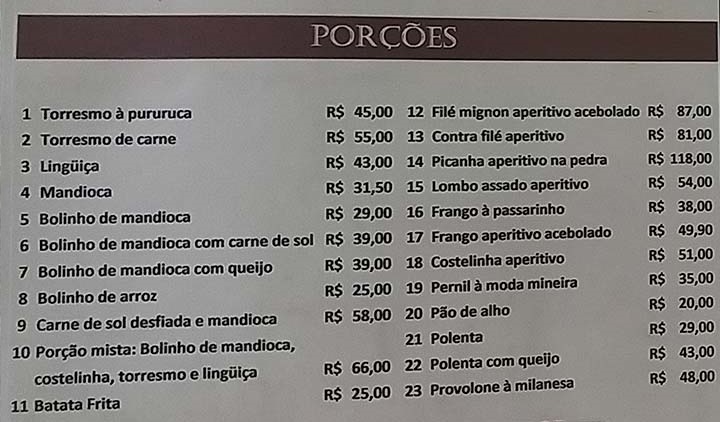 PORÇÕES
1 Torresmo à pururuca R$ 45,00
2 Torresmo de carne R$ 55,00
3 Lingüiça R$ 43,00
4 Mandioca R$ 31,50
5 Bolinho de mandioca R$ 29,00
6 Bolinho de mandioca com carne de sol R$ 39,00
7 Bolinho de mandioca com queijo R$ 39,00
8 Bolinho de arroz R$ 25,00
9 Carne de sol desfiada e mandioca R$ 58,00
10 Porção mista: Bolinho de mandioca,
costelinha, torresmo e lingüiça R$ 66,00
11 Batata Frita R$ 25,00
12 Filé mignon aperitivo acebolado R$ 87,00
13 Contra filé aperitivo R$ 81,00
14 Picanha aperitivo na pedra R$ 118,00
15 Lombo assado aperitivo R$ 54,00
16 Frango à passarinho R$ 38,00
17 Frango aperitivo acebolado R$ 49,90
18 Costelinha aperitivo R$ 51,00
19 Pernil à moda mineira R$ 35,00
20 Pão de alho R$ 20,00
21 Polenta R$ 29,00
22 Polenta com queijo R$ 43,00
23 Provolone à milanesa R$ 48,00